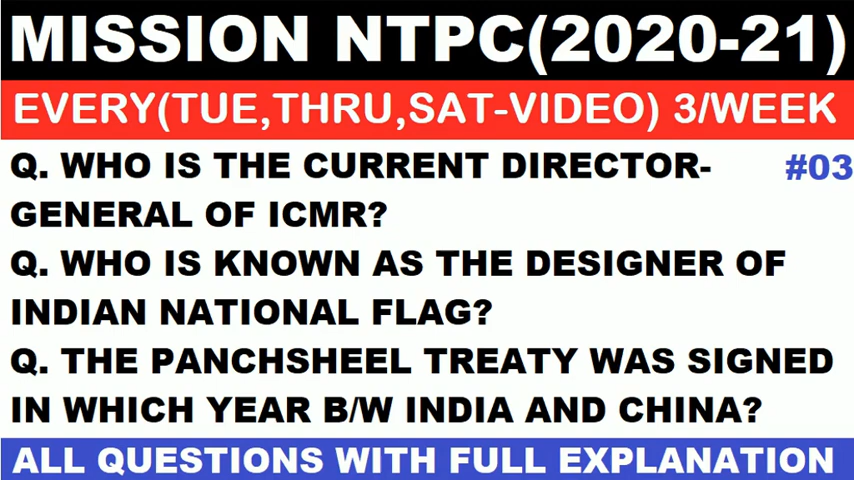 MISSION NTPC(2020-21)
EVERY(TUE,THRU,SAT-VIDEO) 3/WEEK
Q. WHO IS THE CURRENT DIRECTOR- #03
GENERAL OF ICMR?
Q. WHO IS KNOWN AS THE DESIGNER OF
INDIAN NATIONAL FLAG?
Q. THE PANCHSHEEL TREATY WAS SIGNED
IN WHICH YEAR B/W INDIA AND CHINA?
ALL QUESTIONS WITH FULL EXPLANATION